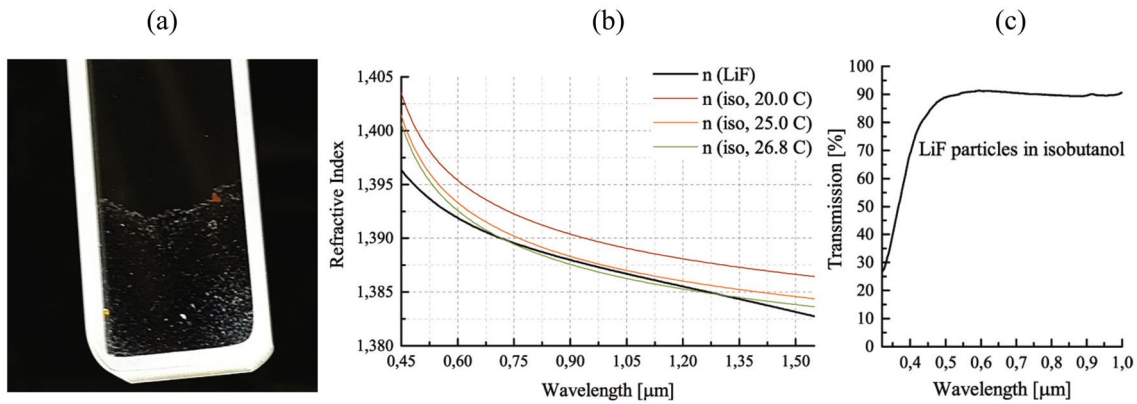 (a)
(b)
(c)
1,405
1,400
1,395
1,390
1,385
1,380
Refractive Index
n (LiF)
n (iso, 20.0 C)
n (iso, 25.0 C)
n (iso, 26.8 C)
0,45 0,60 0,75 0,90 1,05 1,20 1,35 1,50
Wavelength [µm]
100
90
80
70
60
50
40
30
20
10
0
Transmission [%]
LiF particles in isobutanol
0,4 0,5 0,6 0,7 0,8 0,9 1,0
Wavelength [µm]